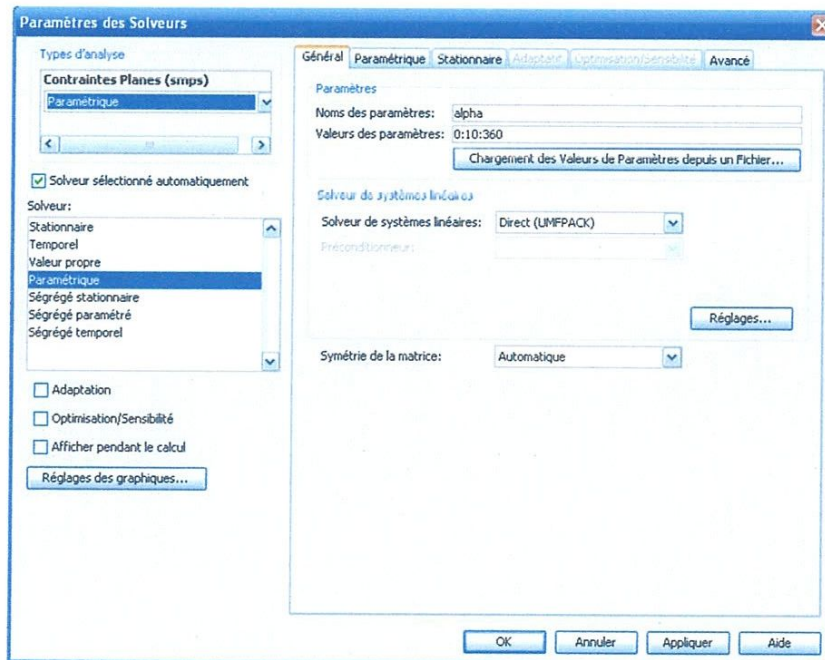 Paramètres des Solveurs
Types d'analyse
Contraintes Planes (smps)
Paramétrique
Solveur sélectionné automatiquement
Solveur:
Stationnaire
Temporel
Valeur propre
Paramétrique
Ségrégé stationnaire
Ségrégé paramétré
Ségrégé temporel
Adaptation
Optimisation/Sensibilité
Afficher pendant le calcul
Réglages des graphiques...
Général Paramétrique Stationnaire Adaptatif Optimisation/Sensibilité Avancé
Paramètres
Noms des paramètres: alpha
Valeurs des paramètres: 0:10:360
Chargement des Valeurs de Paramètres depuis un Fichier...
Solveur de systèmes linéaires
Solveur de systèmes linéaires: Direct (UMFPACK)
Préconditionneur:
Réglages...
Symétrie de la matrice: Automatique
OK Annuler Appliquer Aide